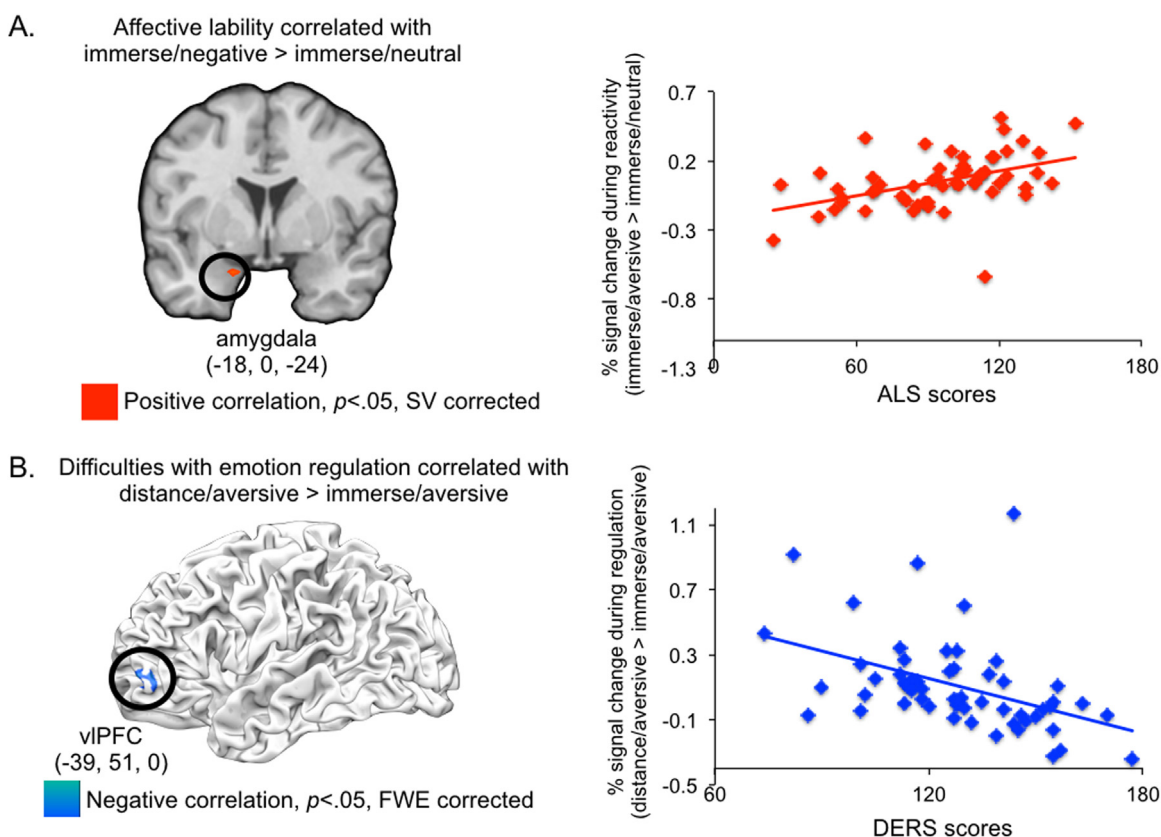 A.
Affective lability correlated with
immerse/negative > immerse/neutral
amygdala
(-18, 0, -24)
Positive correlation, p<.05, SV corrected
% signal change during reactivity
(immerse/aversive > immerse/neutral)
0.7
0.2
-0.3
-0.8
-1.3
0
60
120
180
ALS scores
B.
Difficulties with emotion regulation correlated with
distance/aversive > immerse/aversive
vlPFC
(-39, 51, 0)
Negative correlation, p<.05, FWE corrected
% signal change during regulation
(distance/aversive > immerse/aversive)
1.1
0.7
0.3
-0.1
-0.5
60
120
180
DERS scores